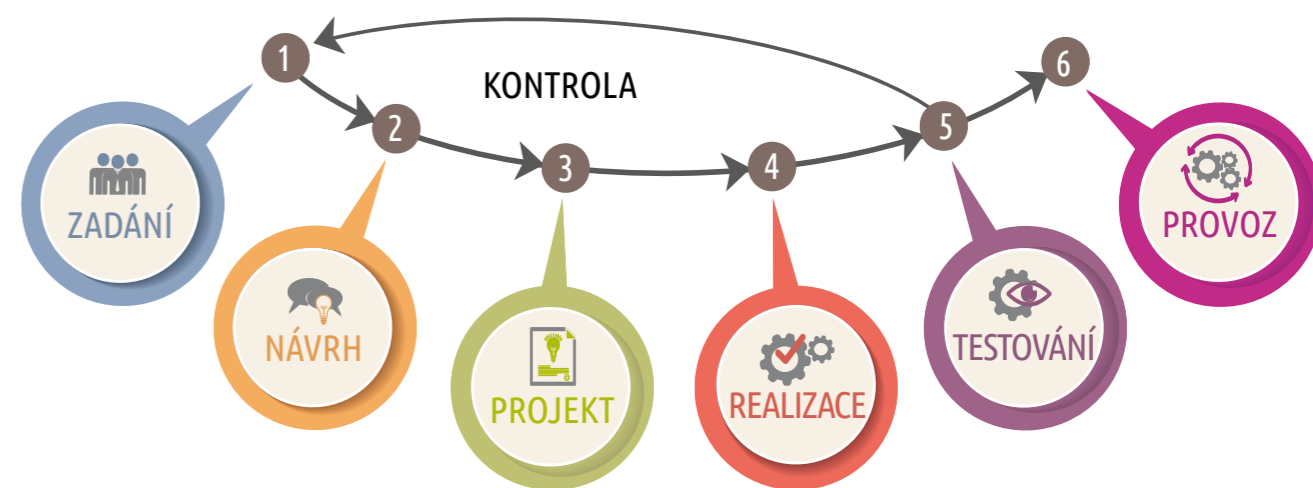 1
ZADÁNÍ
2
NÁVRH
3
PROJEKT
KONTROLA
4
REALIZACE
5
TESTOVÁNÍ
6
PROVOZ